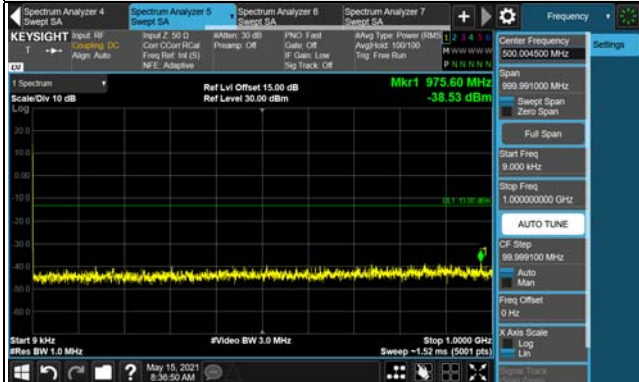 Spectrum Analyzer 4
Swept SA
Spectrum Analyzer 5
Swept SA
Spectrum Analyzer 6
Swept SA
Spectrum Analyzer 7
Swept SA
Frequency
KEYSIGHT
Input: RF
Coupling: DC
Align: Auto
Input Z: 50 Ω
Corr CCorr RCal
Freq Ref: Int (S)
NFE: Adaptive
#Atten: 30 dB
Preamp: Off
PNO: Fast
Gate: Off
IF Gain: Low
Sig Track: Off
#Avg Type: Power (RMS
Avg|Hold: 100/100
Trig: Free Run
1 2 3 4 5 6
M W W W W W
P N N N N N
1 Spectrum
Scale/Div 10 dB
Log
Ref Lvl Offset 15.00 dB
Ref Level 30.00 dBm
Mkr1 975.60 MHz
-38.53 dBm
20.0
10.0
0.00
-10.0
DL1 -13.00 dBm
-20.0
-30.0
-40.0
-50.0
-60.0
Start 9 kHz
#Res BW 1.0 MHz
#Video BW 3.0 MHz
Stop 1.0000 GHz
Sweep ~1.52 ms (5001 pts)
May 15, 2021
8:36:50 AM
Center Frequency
500.004500 MHz
Settings
Span
999.991000 MHz
Swept Span
Zero Span
Full Span
Start Freq
9.000 kHz
Stop Freq
1.000000000 GHz
AUTO TUNE
CF Step
99.999100 MHz
Auto
Man
Freq Offset
0 Hz
X Axis Scale
Log
Lin
Signal Track